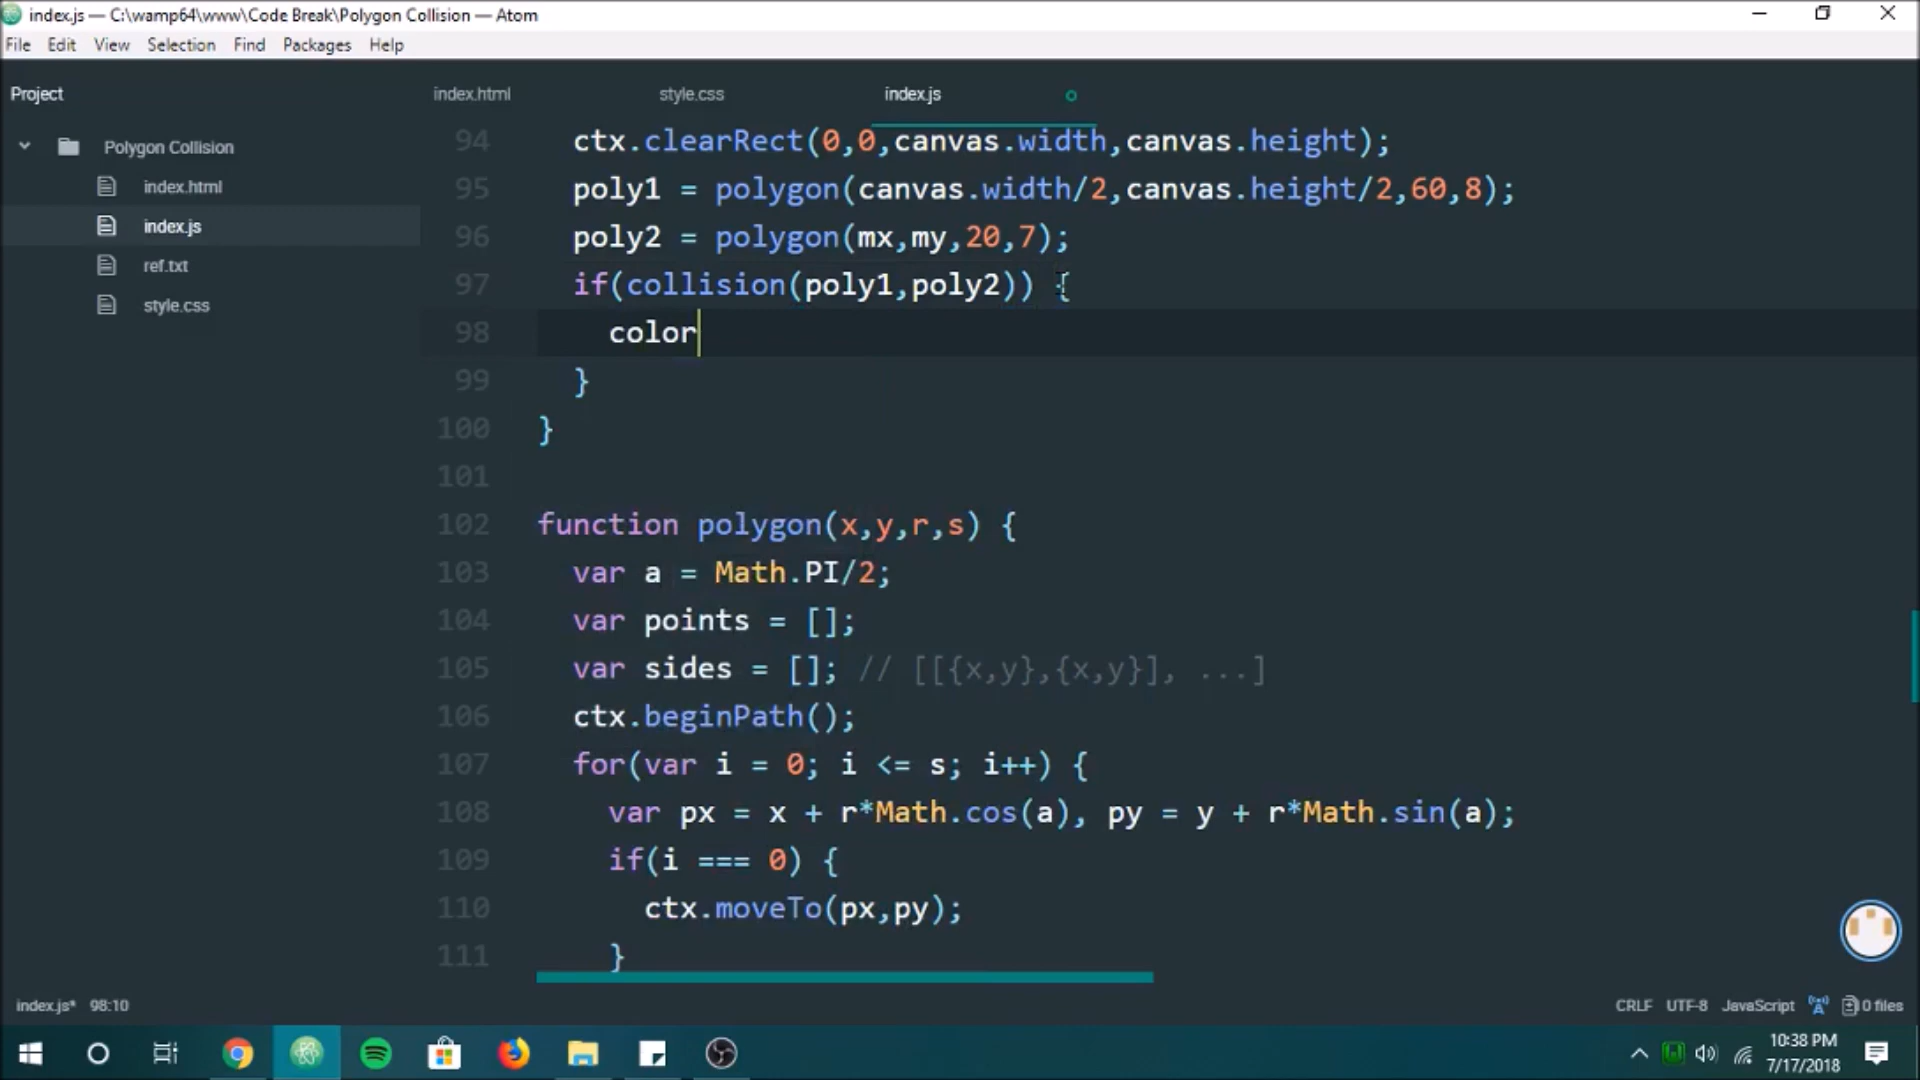 index.js — C:\wamp64\www\Code Break\Polygon Collision — Atom
File Edit View Selection Find Packages Help
Project
Polygon Collision
index.html
index.js
ref.txt
style.css
index.html style.css index.js
94 ctx.clearRect(0,0,canvas.width,canvas.height);
95 poly1 = polygon(canvas.width/2,canvas.height/2,60,8);
96 poly2 = polygon(mx,my,20,7);
97 if(collision(poly1,poly2)) {
98 color
99 }
100 }
101
102 function polygon(x,y,r,s) {
103 var a = Math.PI/2;
104 var points = [];
105 var sides = []; // [[{x,y},{x,y}], ...]
106 ctx.beginPath();
107 for(var i = 0; i <= s; i++) {
108 var px = x + r*Math.cos(a), py = y + r*Math.sin(a);
109 if(i === 0) {
110 ctx.moveTo(px,py);
111 }
index.js* 98:10
CRLF UTF-8 JavaScript 0 files
10:38 PM
7/17/2018